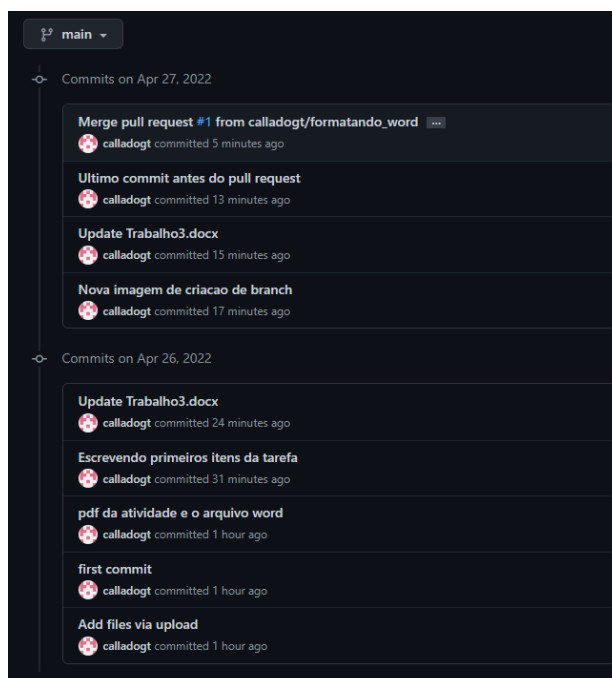 main
Commits on Apr 27, 2022
Merge pull request #1 from calladogt/formatando_word ...
calladogt committed 5 minutes ago
Ultimo commit antes do pull request
calladogt committed 13 minutes ago
Update Trabalho3.docx
calladogt committed 15 minutes ago
Nova imagem de criacao de branch
calladogt committed 17 minutes ago
Commits on Apr 26, 2022
Update Trabalho3.docx
calladogt committed 24 minutes ago
Escrevendo primeiros itens da tarefa
calladogt committed 31 minutes ago
pdf da atividade e o arquivo word
calladogt committed 1 hour ago
first commit
calladogt committed 1 hour ago
Add files via upload
calladogt committed 1 hour ago